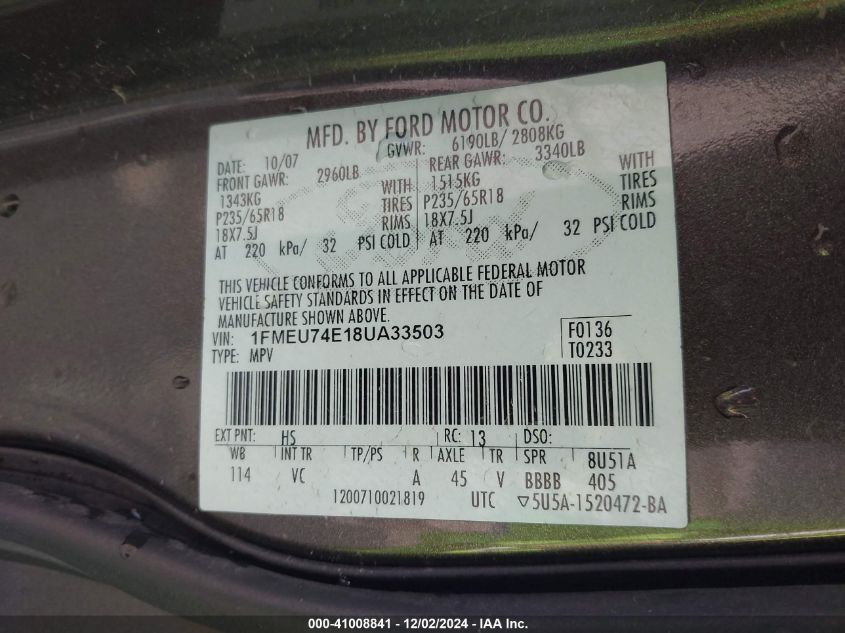 MFD. BY FORD MOTOR CO.
DATE: 10/07 GVWR: 6190LB/ 2808KG
FRONT GAWR: 2960LB REAR GAWR: 3340LB
1343KG WITH 1515KG WITH
P235/65R18 TIRES P235/65R18 TIRES
18X7.5J RIMS 18X7.5J RIMS
AT 220 kPa/ 32 PSI COLD AT 220 kPa/ 32 PSI COLD
THIS VEHICLE CONFORMS TO ALL APPLICABLE FEDERAL MOTOR
VEHICLE SAFETY STANDARDS IN EFFECT ON THE DATE OF
MANUFACTURE SHOWN ABOVE.
VIN: 1FMEU74E18UA33503 F0136
TYPE: MPV T0233
EXT PNT: HS RC: 13 DSO:
WB INT TR TP/PS R AXLE TR SPR 8U51A
114 VC A 45 V BBBB 405
1200710021819 UTC ▽5U5A-1520472-BA
000-41008841 - 12/02/2024 - IAA Inc.